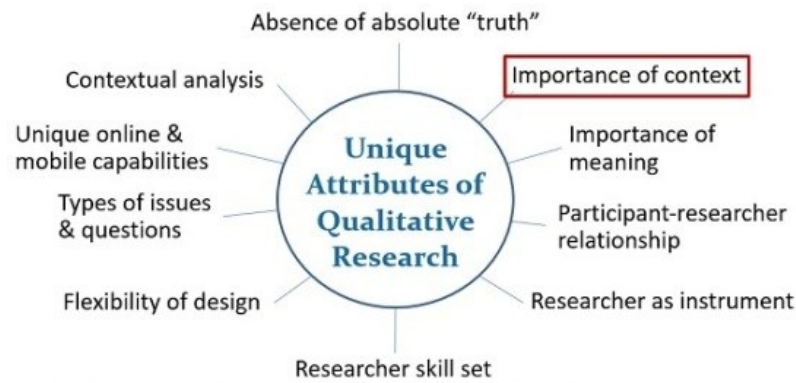 Absence of absolute “truth”
Importance of context
Importance of
meaning
Participant-researcher
relationship
Researcher as instrument
Researcher skill set
Flexibility of design
Types of issues
& questions
Unique online &
mobile capabilities
Contextual analysis
Unique
Attributes of
Qualitative
Research